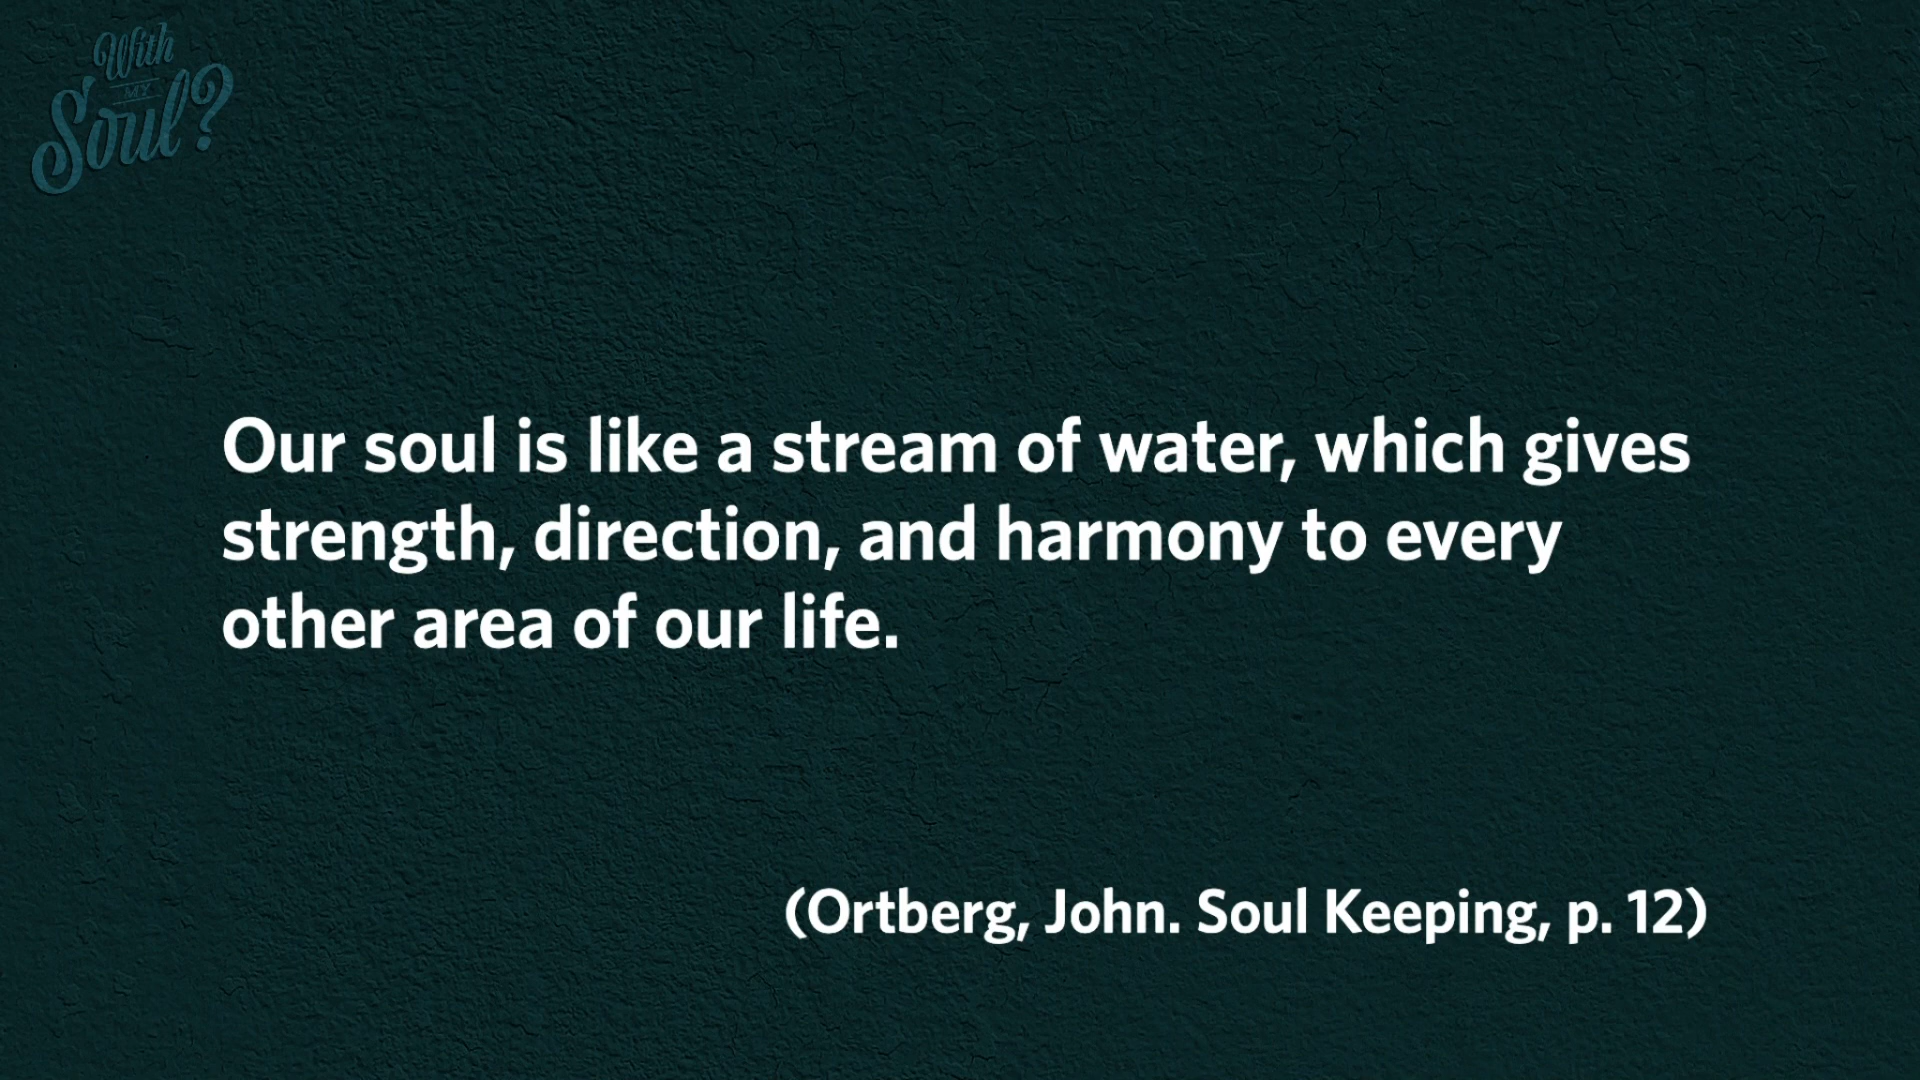 With
MY
Soul?
Our soul is like a stream of water, which gives
strength, direction, and harmony to every
other area of our life.
(Ortberg, John. Soul Keeping, p. 12)